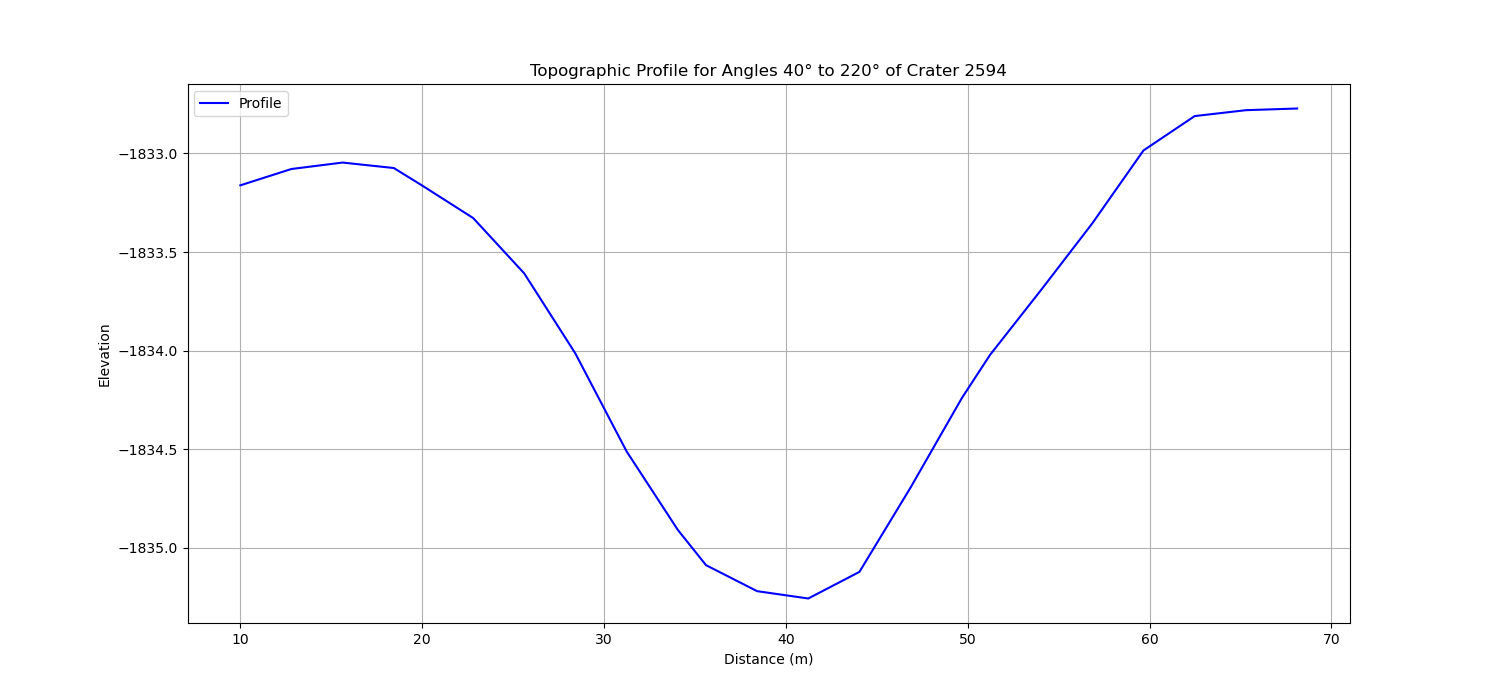 Topographic Profile for Angles 40° to 220° of Crater 2594
Profile
−1833.0
−1833.5
−1834.0
−1834.5
−1835.0
Elevation
10 20 30 40 50 60 70
Distance (m)